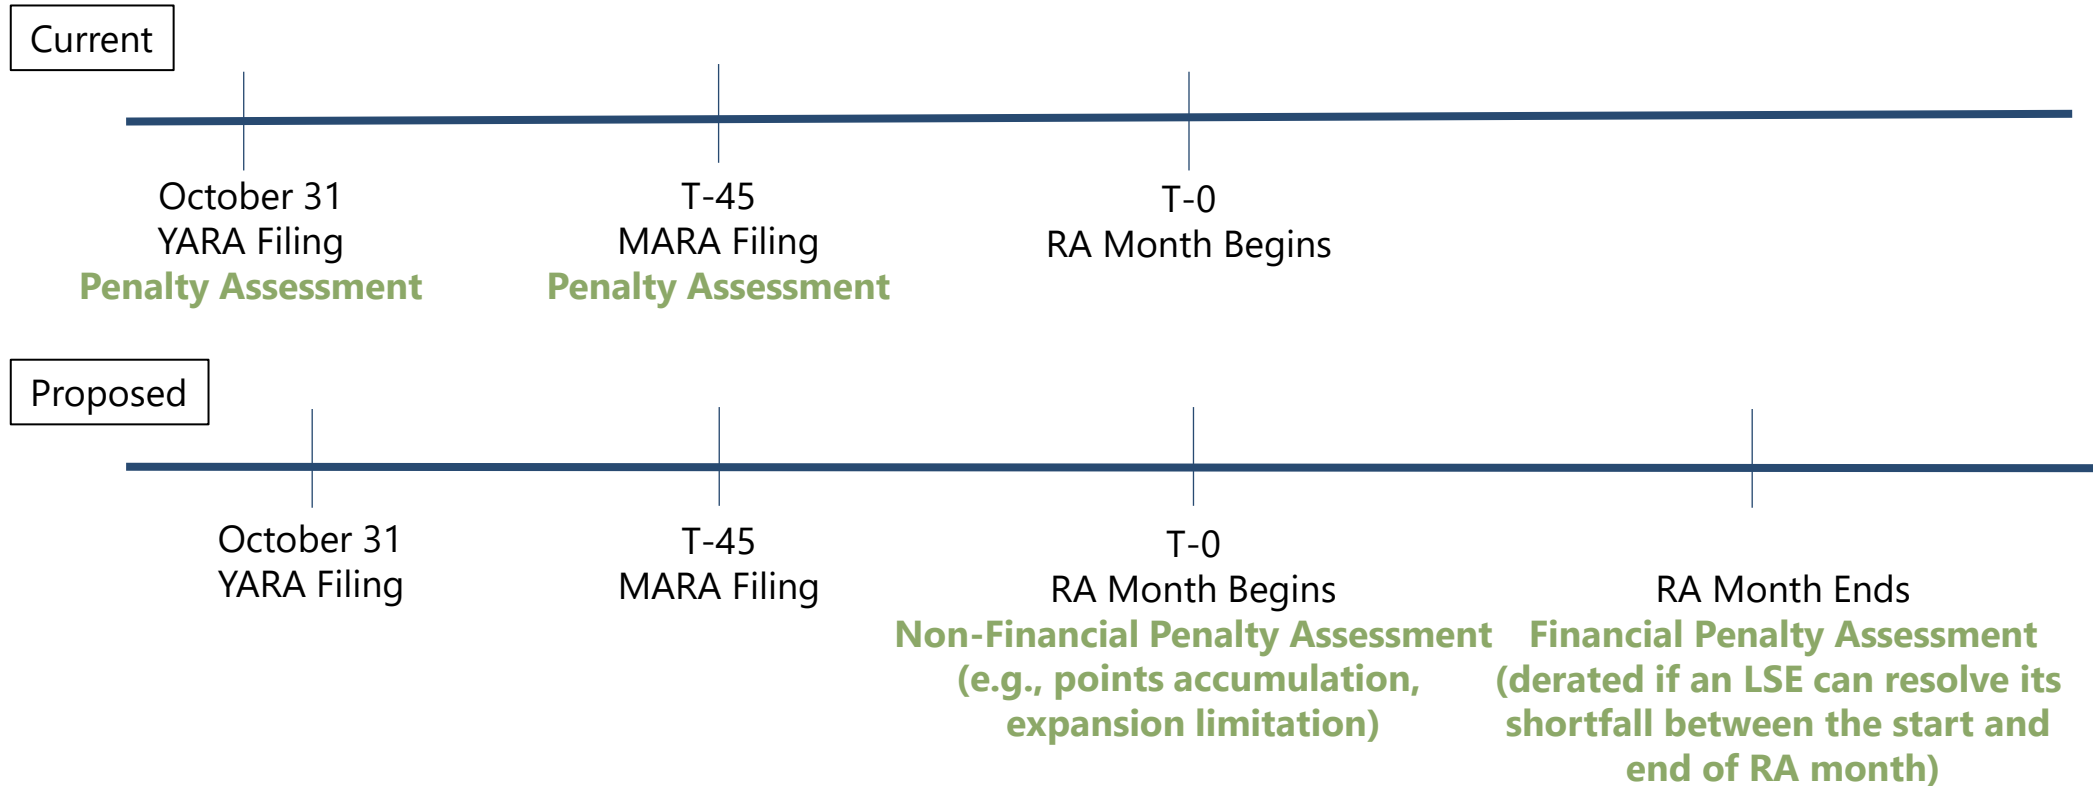 Current
October 31
YARA Filing
Penalty Assessment
T-45
MARA Filing
Penalty Assessment
T-0
RA Month Begins
Proposed
October 31
YARA Filing
T-45
MARA Filing
T-0
RA Month Begins
Non-Financial Penalty Assessment
(e.g., points accumulation,
expansion limitation)
RA Month Ends
Financial Penalty Assessment
(derated if an LSE can resolve its
shortfall between the start and
end of RA month)